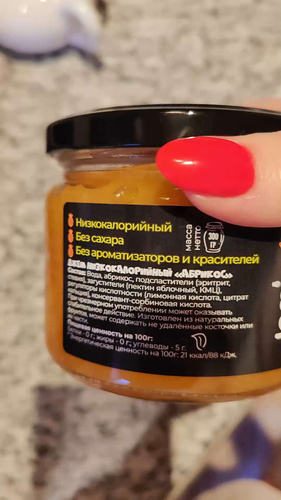 Низкокалорийный
Без сахара
Без ароматизаторов и красителей
масса
нетто:
300
ГР
ДЖЕМ НИЗКОКАЛОРИЙНЫЙ «АБРИКОС»
Состав: Вода, абрикос, подсластители (эритрит,
стевия), загустители (пектин яблочный, КМЦ),
регуляторы кислотности (лимонная кислота, цитрат
кальция), консервант-сорбиновая кислота.
При чрезмерном употреблении может оказывать
слабительное действие. Изготовлен из натуральных
фруктов, может содержать не удалённые косточки или
их части.
Пищевая ценность на 100г:
Белки - 0 г; жиры - 0 г; углеводы - 5 г.
Энергетическая ценность на 100г: 21 ккал/88 кДж.